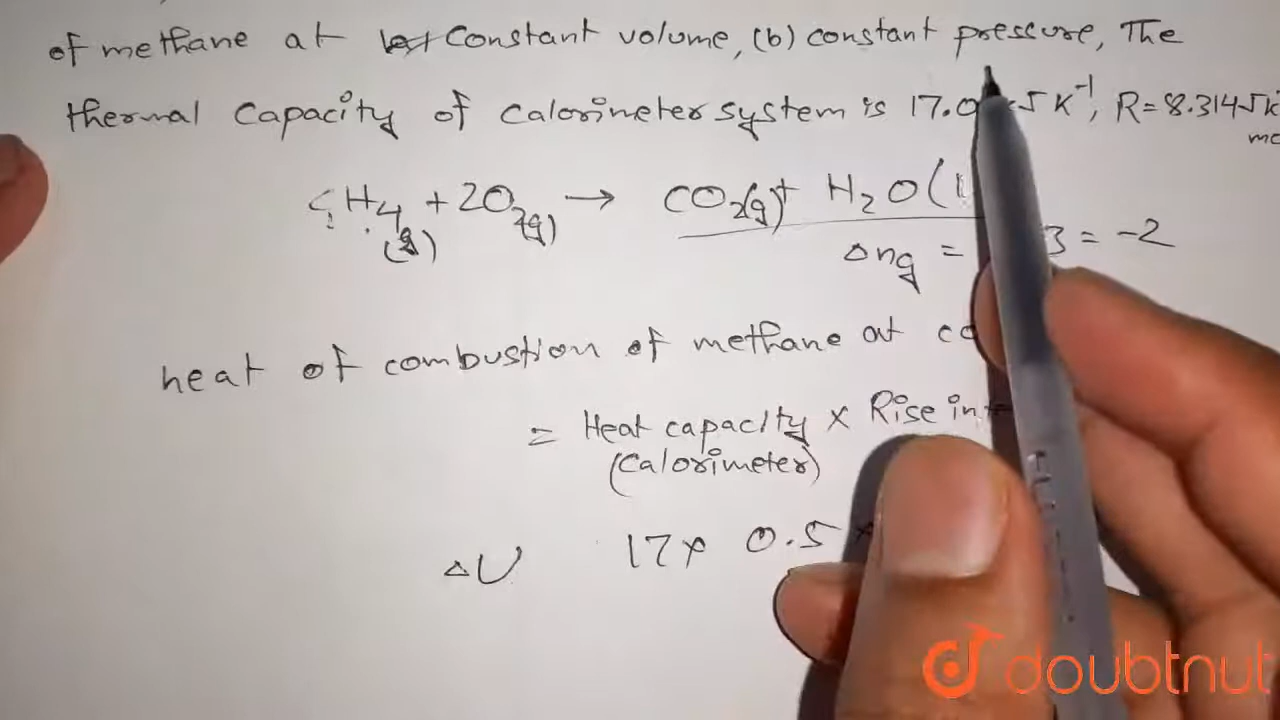 of methane at constant volume, (b) constant pressure, The
thermal capacity of calorimeter system is 17.0 J K⁻¹, R = 8.314 J K
CH₄(g) + 2O₂(g) → CO₂(g) + H₂O(l
Δng = 3 = -2
heat of combustion of methane at co
= Heat capacity × Rise in
(Calorimeter)
ΔU 17× 0.5 ×
doubtnut